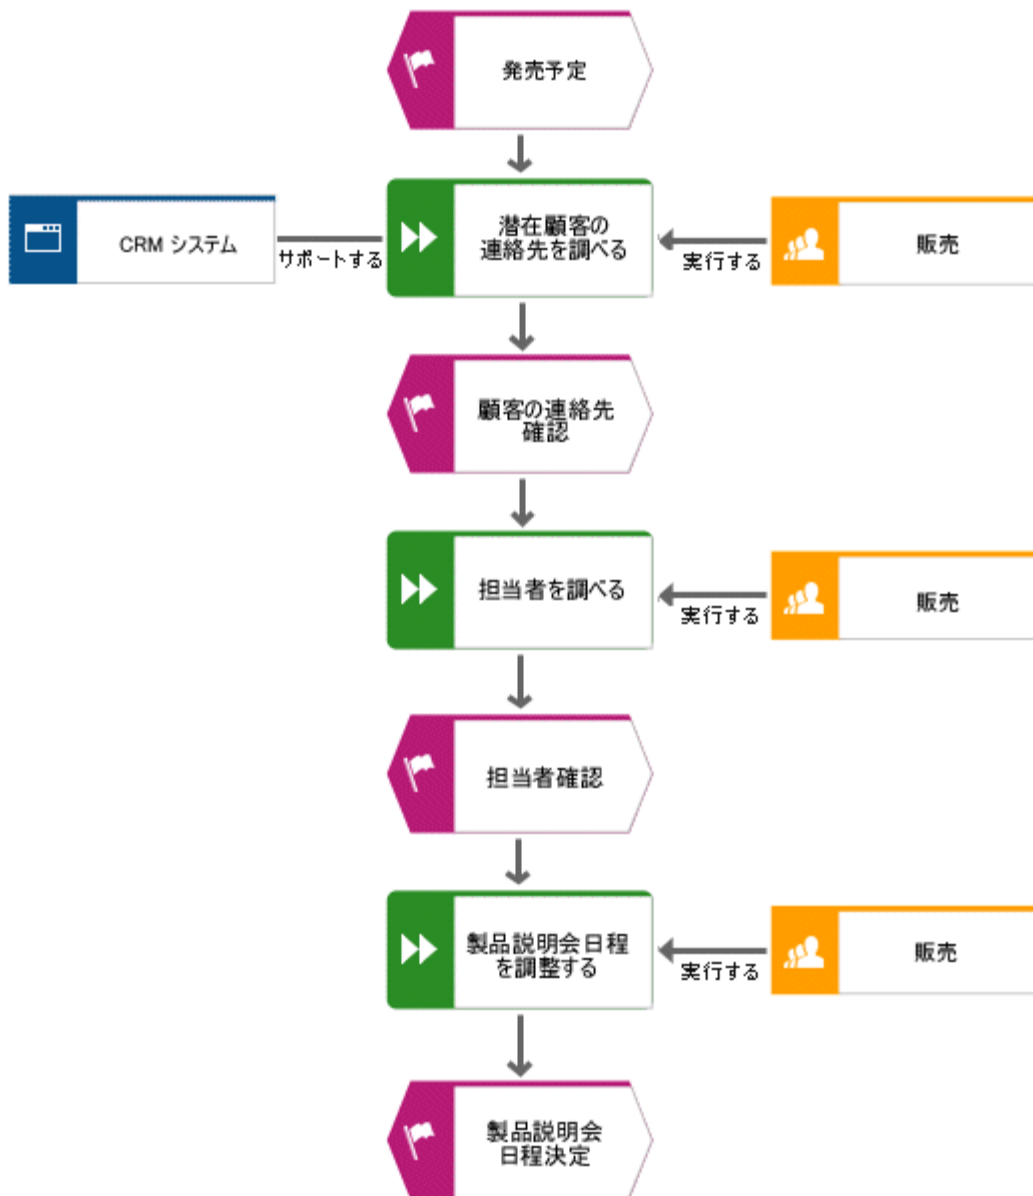 発売予定
潜在顧客の
連絡先を調べる
CRM システム
サポートする
実行する
販売
顧客の連絡先
確認
担当者を調べる
実行する
販売
担当者確認
製品説明会日程
を調整する
実行する
販売
製品説明会
日程決定